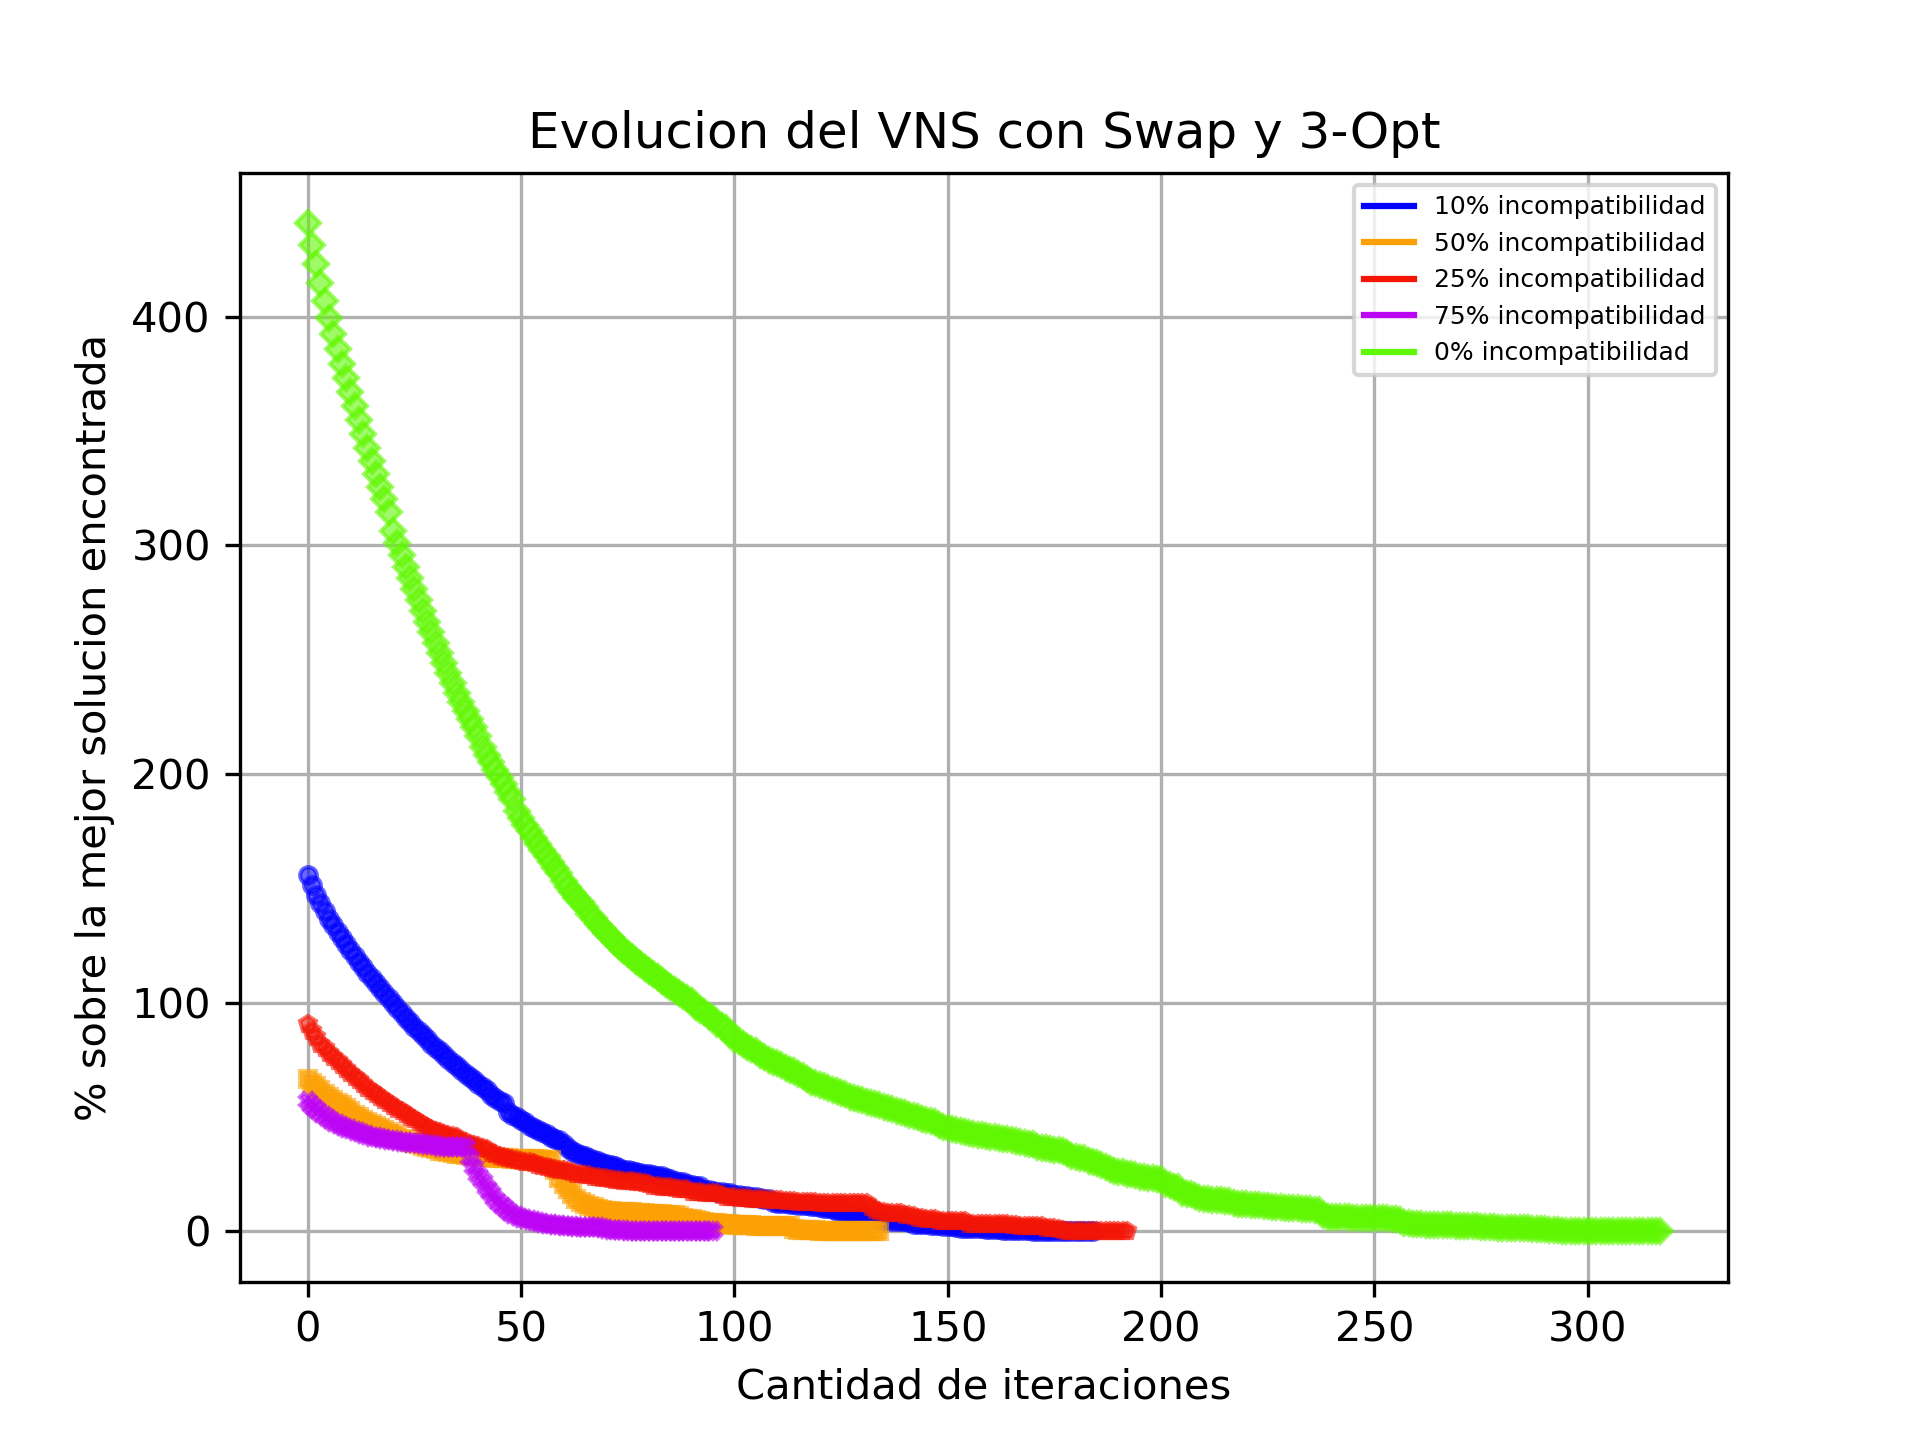 Evolucion del VNS con Swap y 3-Opt
10% incompatibilidad
50% incompatibilidad
25% incompatibilidad
75% incompatibilidad
0% incompatibilidad
% sobre la mejor solucion encontrada
400
300
200
100
0
0 50 100 150 200 250 300
Cantidad de iteraciones